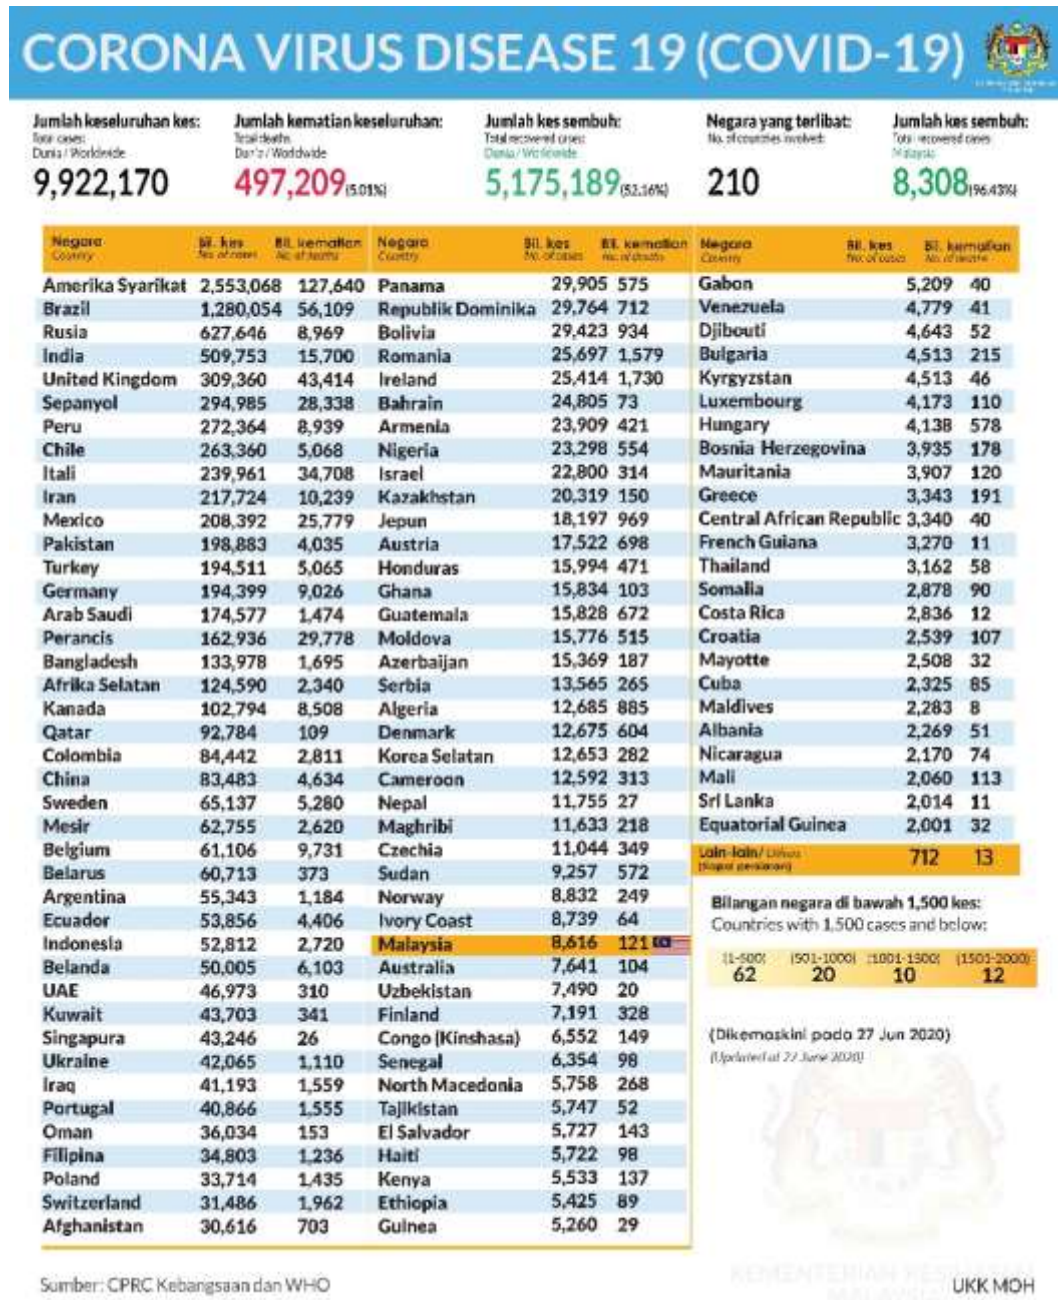 CORONA VIRUS DISEASE 19 (COVID-19)
Jumlah keseluruhan kes:
Total cases:
Dunia / Worldwide
9,922,170
Jumlah kematian keseluruhan:
Total deaths
Dunia / Worldwide
497,209 (5.01%)
Jumlah kes sembuh:
Total recovered cases:
Dunia / Worldwide
5,175,189 (52.16%)
Negara yang terlibat:
No. of countries involved:
210
Jumlah kes sembuh:
Total recovered cases
Malaysia
8,308 (96.43%)
Negara Bil. kes Bil. kematian
Country No. of cases No. of deaths
Amerika Syarikat 2,553,068 127,640
Brazil 1,280,054 56,109
Rusia 627,646 8,969
India 509,753 15,700
United Kingdom 309,360 43,414
Sepanyol 294,985 28,338
Peru 272,364 8,939
Chile 263,360 5,068
Itali 239,961 34,708
Iran 217,724 10,239
Mexico 208,392 25,779
Pakistan 198,883 4,035
Turkey 194,511 5,065
Germany 194,399 9,026
Arab Saudi 174,577 1,474
Perancis 162,936 29,778
Bangladesh 133,978 1,695
Afrika Selatan 124,590 2,340
Kanada 102,794 8,508
Qatar 92,784 109
Colombia 84,442 2,811
China 83,483 4,634
Sweden 65,137 5,280
Mesir 62,755 2,620
Belgium 61,106 9,731
Belarus 60,713 373
Argentina 55,343 1,184
Ecuador 53,856 4,406
Indonesia 52,812 2,720
Belanda 50,005 6,103
UAE 46,973 310
Kuwait 43,703 341
Singapura 43,246 26
Ukraine 42,065 1,110
Iraq 41,193 1,559
Portugal 40,866 1,555
Oman 36,034 153
Filipina 34,803 1,236
Poland 33,714 1,435
Switzerland 31,486 1,962
Afghanistan 30,616 703
Negara Bil. kes Bil. kematian
Country No. of cases No. of deaths
Panama 29,905 575
Republik Dominika 29,764 712
Bolivia 29,423 934
Romania 25,697 1,579
Ireland 25,414 1,730
Bahrain 24,805 73
Armenia 23,909 421
Nigeria 23,298 554
Israel 22,800 314
Kazakhstan 20,319 150
Jepun 18,197 969
Austria 17,522 698
Honduras 15,994 471
Ghana 15,834 103
Guatemala 15,828 672
Moldova 15,776 515
Azerbaijan 15,369 187
Serbia 13,565 265
Algeria 12,685 885
Denmark 12,675 604
Korea Selatan 12,653 282
Cameroon 12,592 313
Nepal 11,755 27
Maghribi 11,633 218
Czechia 11,044 349
Sudan 9,257 572
Norway 8,832 249
Ivory Coast 8,739 64
Malaysia 8,616 121
Australia 7,641 104
Uzbekistan 7,490 20
Finland 7,191 328
Congo (Kinshasa) 6,552 149
Senegal 6,354 98
North Macedonia 5,758 268
Tajikistan 5,747 52
El Salvador 5,727 143
Haiti 5,722 98
Kenya 5,533 137
Ethiopia 5,425 89
Guinea 5,260 29
Negara Bil. kes Bil. kematian
Country No. of cases No. of deaths
Gabon 5,209 40
Venezuela 4,779 41
Djibouti 4,643 52
Bulgaria 4,513 215
Kyrgyzstan 4,513 46
Luxembourg 4,173 110
Hungary 4,138 578
Bosnia Herzegovina 3,935 178
Mauritania 3,907 120
Greece 3,343 191
Central African Republic 3,340 40
French Guiana 3,270 11
Thailand 3,162 58
Somalia 2,878 90
Costa Rica 2,836 12
Croatia 2,539 107
Mayotte 2,508 32
Cuba 2,325 85
Maldives 2,283 8
Albania 2,269 51
Nicaragua 2,170 74
Mali 2,060 113
Sri Lanka 2,014 11
Equatorial Guinea 2,001 32
Lain-lain/ Others 712 13
(Kapal persiaran)
Bilangan negara di bawah 1,500 kes:
Countries with 1,500 cases and below:
(1-500) (501-1000) (1001-1500) (1501-2000)
62 20 10 12
(Dikemaskini pada 27 Jun 2020)
(Updated at 27 June 2020)
KEMENTERIAN KESIHATAN
MALAYSIA
Sumber: CPRC Kebangsaan dan WHO
UKK MOH